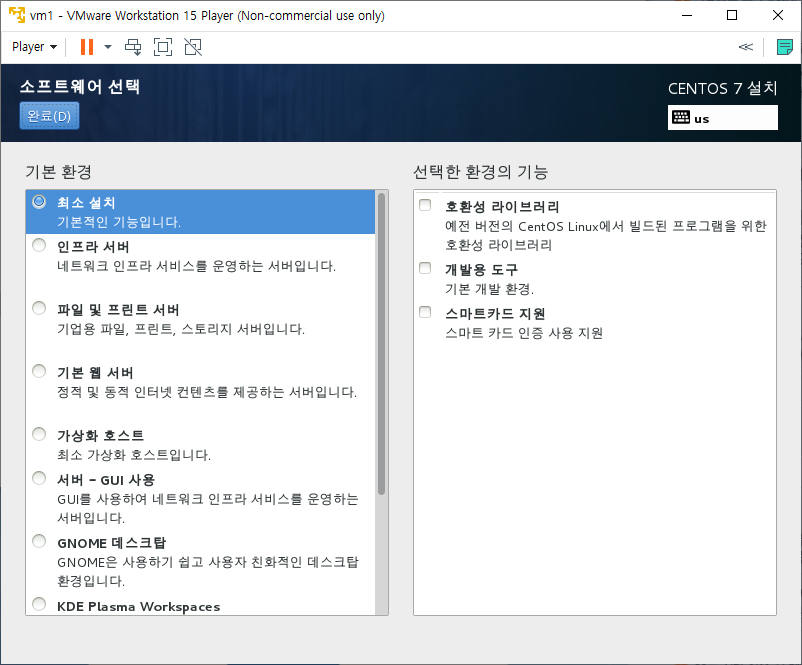 vm1 - VMware Workstation 15 Player (Non-commercial use only)
Player
소프트웨어 선택
완료(D)
CENTOS 7 설치
us
기본 환경
최소 설치
기본적인 기능입니다.
인프라 서버
네트워크 인프라 서비스를 운영하는 서버입니다.
파일 및 프린트 서버
기업용 파일, 프린트, 스토리지 서버입니다.
기본 웹 서버
정적 및 동적 인터넷 컨텐츠를 제공하는 서버입니다.
가상화 호스트
최소 가상화 호스트입니다.
서버 - GUI 사용
GUI를 사용하여 네트워크 인프라 서비스를 운영하는
서버입니다.
GNOME 데스크탑
GNOME은 사용하기 쉽고 사용자 친화적인 데스크탑
환경입니다.
KDE Plasma Workspaces
선택한 환경의 기능
호환성 라이브러리
예전 버전의 CentOS Linux에서 빌드된 프로그램을 위한
호환성 라이브러리
개발용 도구
기본 개발 환경.
스마트카드 지원
스마트 카드 인증 사용 지원